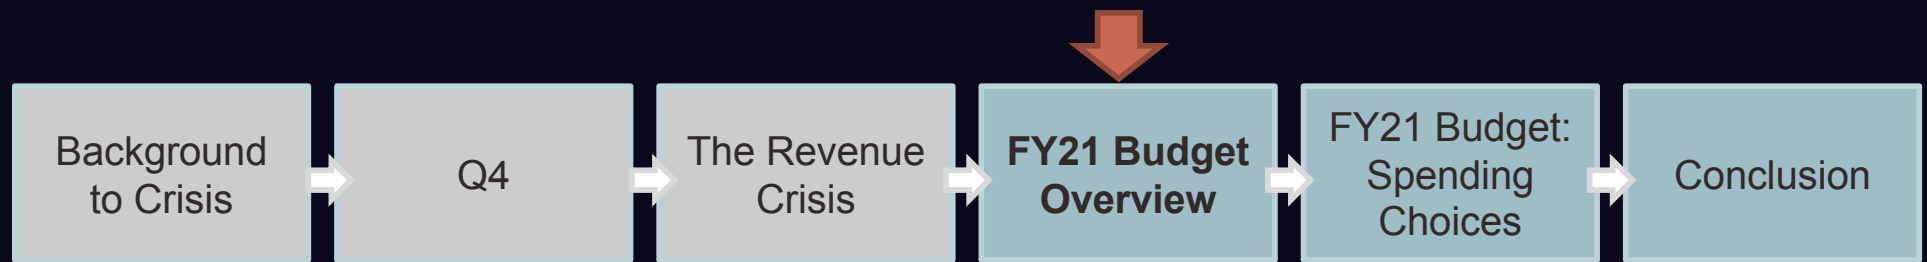 Background
to Crisis
Q4
The Revenue
Crisis
FY21 Budget
Overview
FY21 Budget:
Spending
Choices
Conclusion